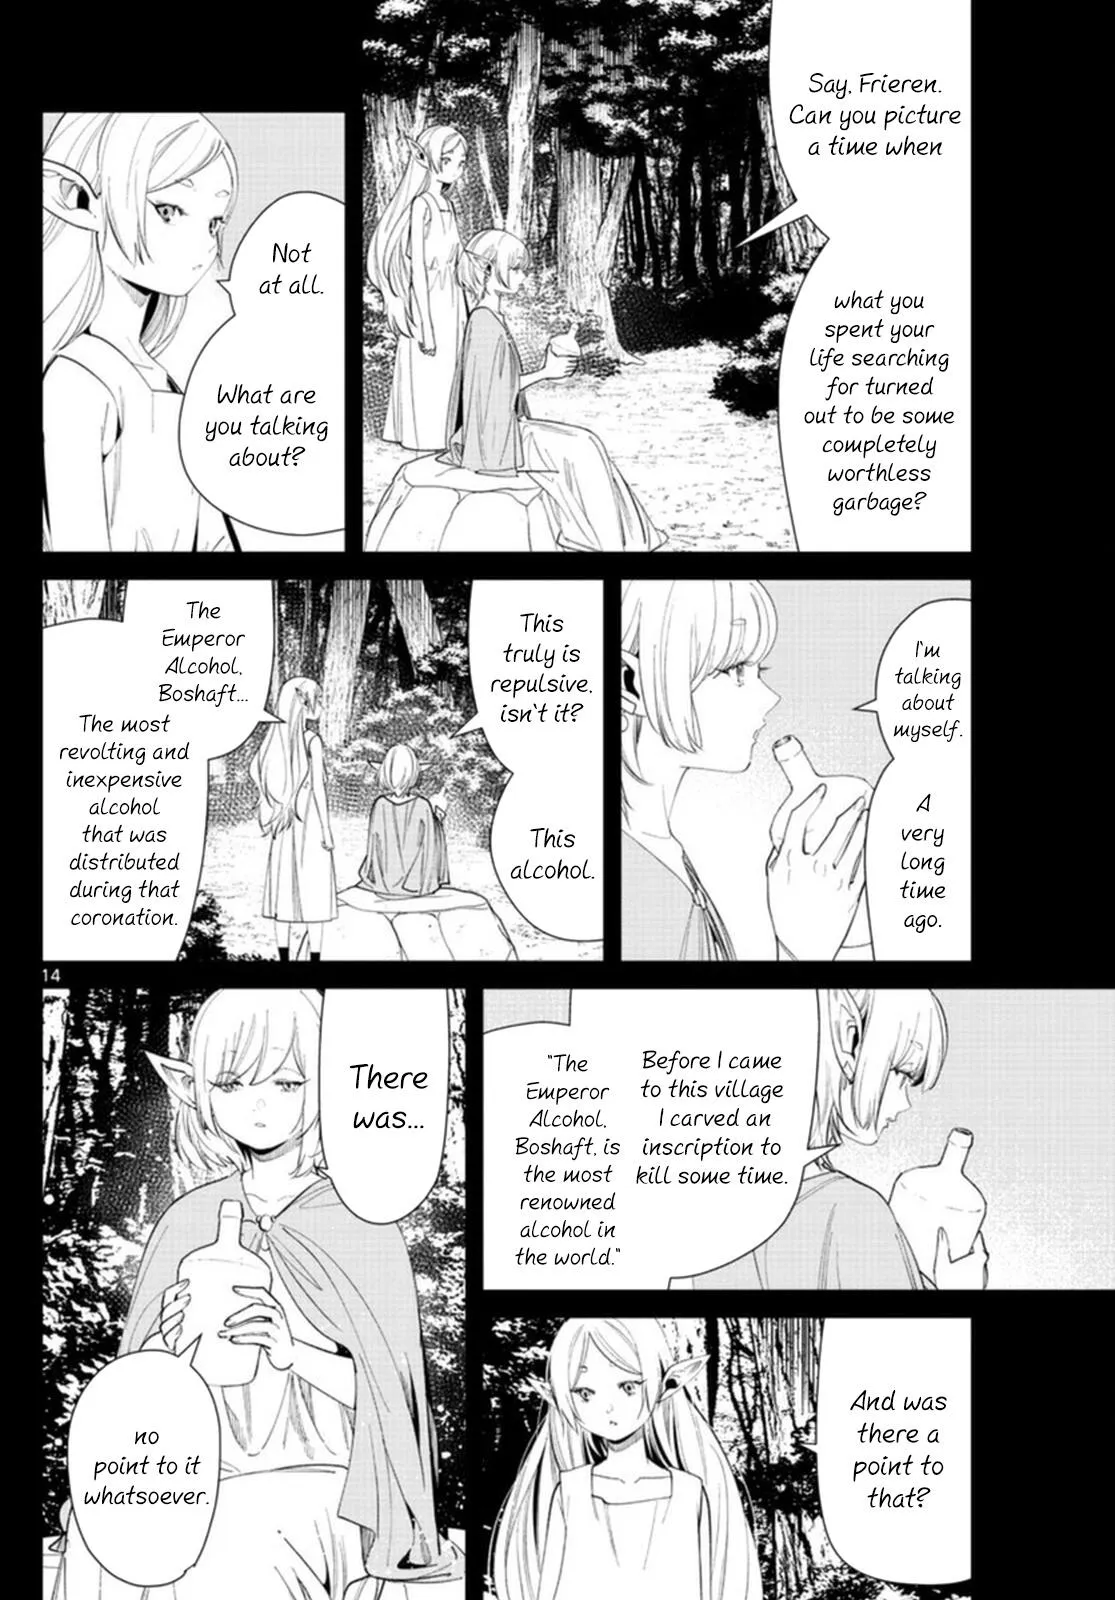 Say, Frieren.
Can you picture
a time when
what you
spent your
life searching
for turned
out to be some
completely
worthless
garbage?
Not
at all.
What are
you talking
about?
I'm
talking
about
myself.
A
very
long
time
ago.
This
truly is
repulsive,
isn't it?
This
alcohol.
The
Emperor
Alcohol,
Boshaft...
The most
revolting and
inexpensive
alcohol
that was
distributed
during that
coronation.
14
Before I came
to this village
I carved an
inscription to
kill some time.
"The
Emperor
Alcohol,
Boshaft, is
the most
renowned
alcohol in
the world."
And was
there a
point to
that?
There
was...
no
point to it
whatsoever.